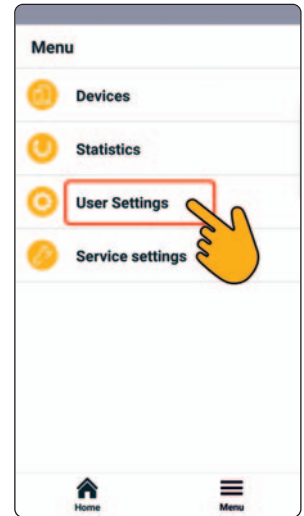 Menu
Devices
Statistics
User Settings
Service settings
Home
Menu